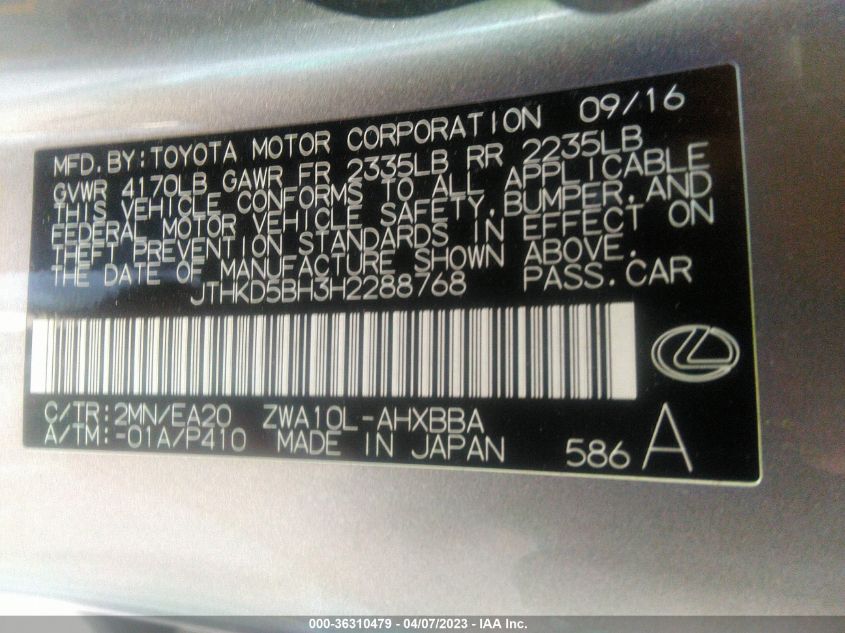 MFD.BY:TOYOTA MOTOR CORPORATION 09/16
GVWR 4170LB GAWR FR 2335LB RR 2235LB
THIS VEHICLE CONFORMS TO ALL APPLICABLE
FEDERAL MOTOR VEHICLE SAFETY,BUMPER,AND
THEFT PREVENTION STANDARDS IN EFFECT ON
THE DATE OF MANUFACTURE SHOWN ABOVE.
JTHKD5BH3H2288768 PASS.CAR
C/TR:2MN/EA20 ZWA10L-AHXBBA
A/TM:-01A/P410 MADE IN JAPAN 586 A
000-36310479 - 04/07/2023 - IAA Inc.